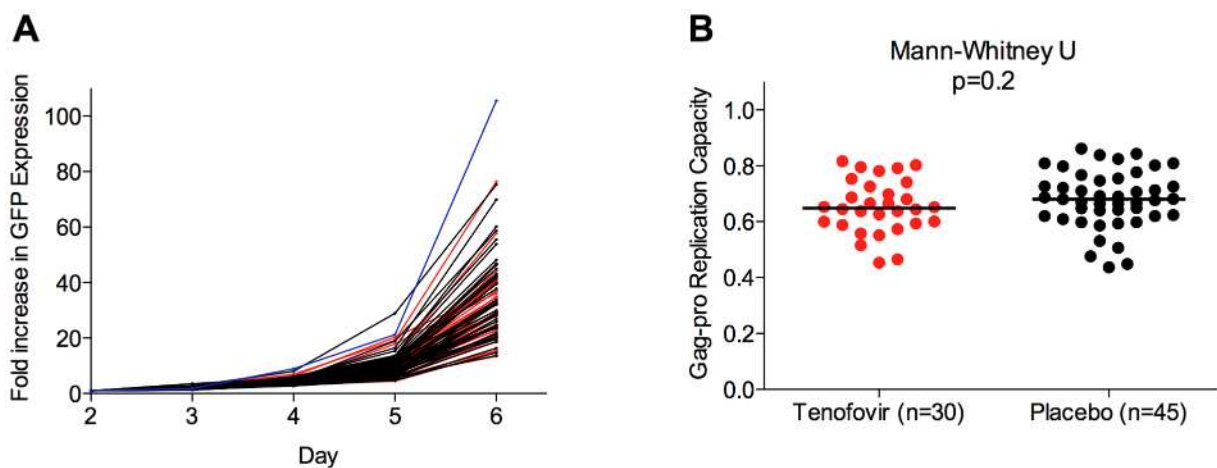 A
Fold increase in GFP Expression
100
80
60
40
20
0
2 3 4 5 6
Day
B
Mann-Whitney U
p=0.2
Gag-pro Replication Capacity
1.0
0.8
0.6
0.4
0.2
0.0
Tenofovir (n=30) Placebo (n=45)